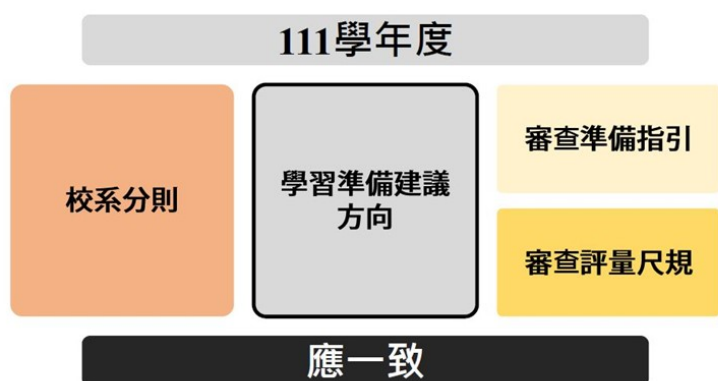 111學年度
校系分則
學習準備建議
方向
審查準備指引
審查評量尺規
應一致